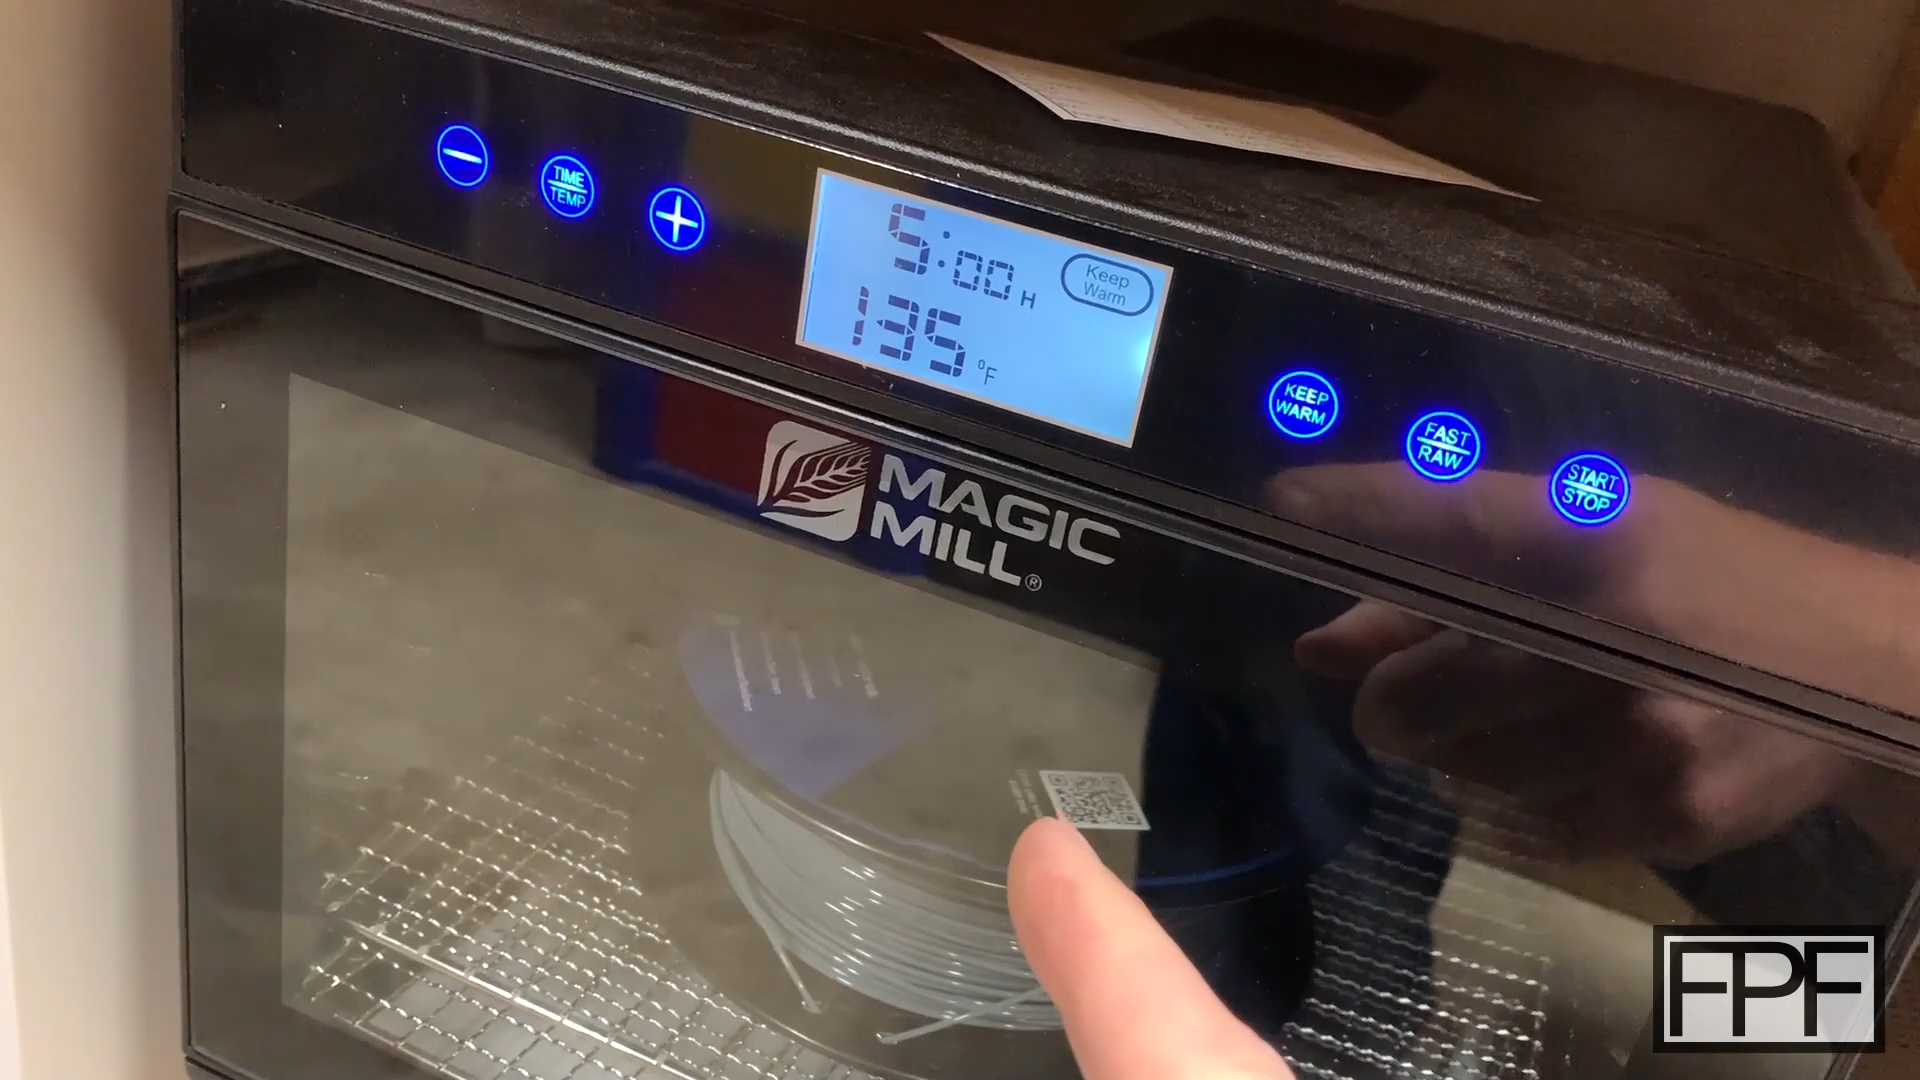 TIME
TEMP
5:00 H
Keep
Warm
135 °F
KEEP
WARM
FAST
RAW
START
STOP
MAGIC
MILL®
FPF